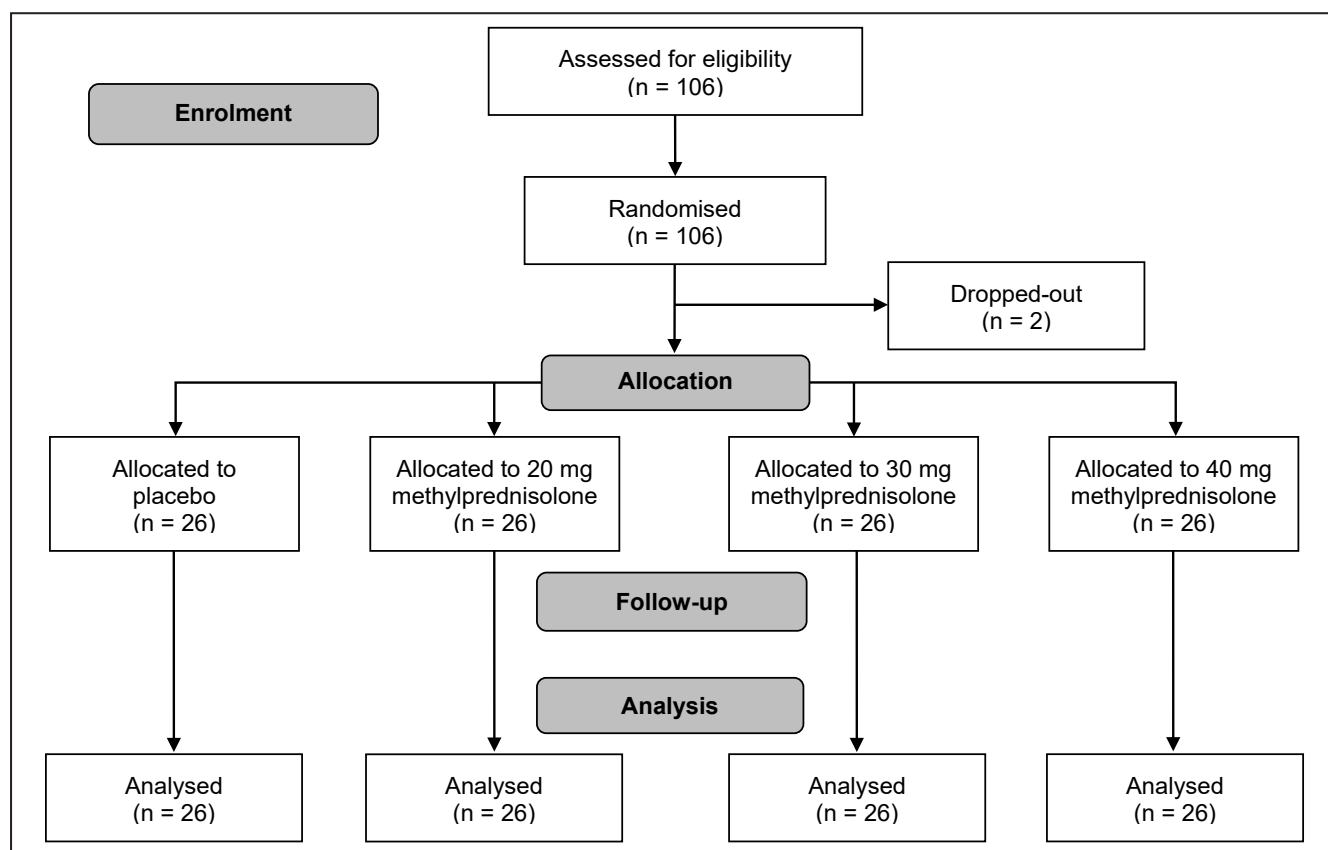 Assessed for eligibility
(n = 106)
Enrolment
Randomised
(n = 106)
Dropped-out
(n = 2)
Allocation
Allocated to
placebo
(n = 26)
Allocated to 20 mg
methylprednisolone
(n = 26)
Allocated to 30 mg
methylprednisolone
(n = 26)
Allocated to 40 mg
methylprednisolone
(n = 26)
Follow-up
Analysis
Analysed
(n = 26)
Analysed
(n = 26)
Analysed
(n = 26)
Analysed
(n = 26)